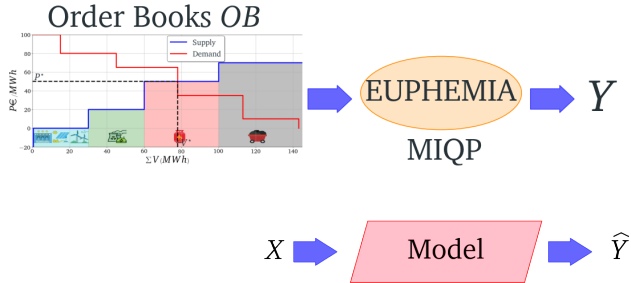 Order Books OB
100
80
60
40
20
0
−20
P€/MWh
P*
Supply
Demand
V*
0 20 40 60 80 100 120 140
ΣV(MWh)
EUPHEMIA
MIQP
Y
X
Model
Ŷ